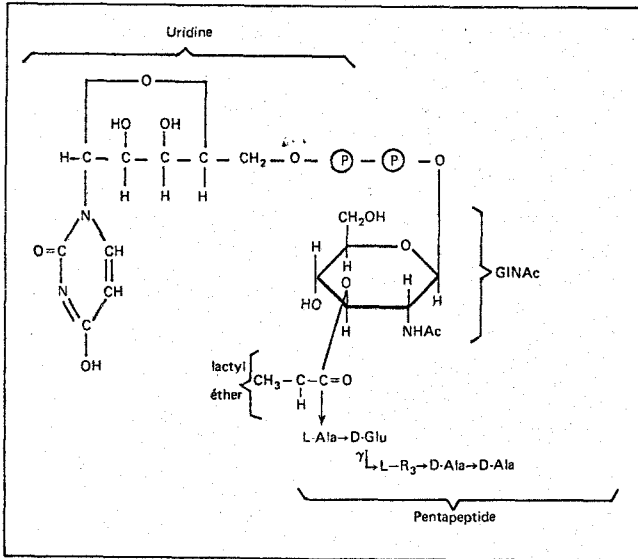 Uridine
O
HO OH
H–C – C – C – C – CH₂ – O – P – P – O
H H H
N
O=C CH
N CH
C
OH
CH₂OH
H O
H H
O
HO H H
NHAc
GlNAc
lactyl
éther
CH₃–C–C=O
H
L-Ala→D-Glu
γ
L–R₃→D-Ala→D-Ala
Pentapeptide